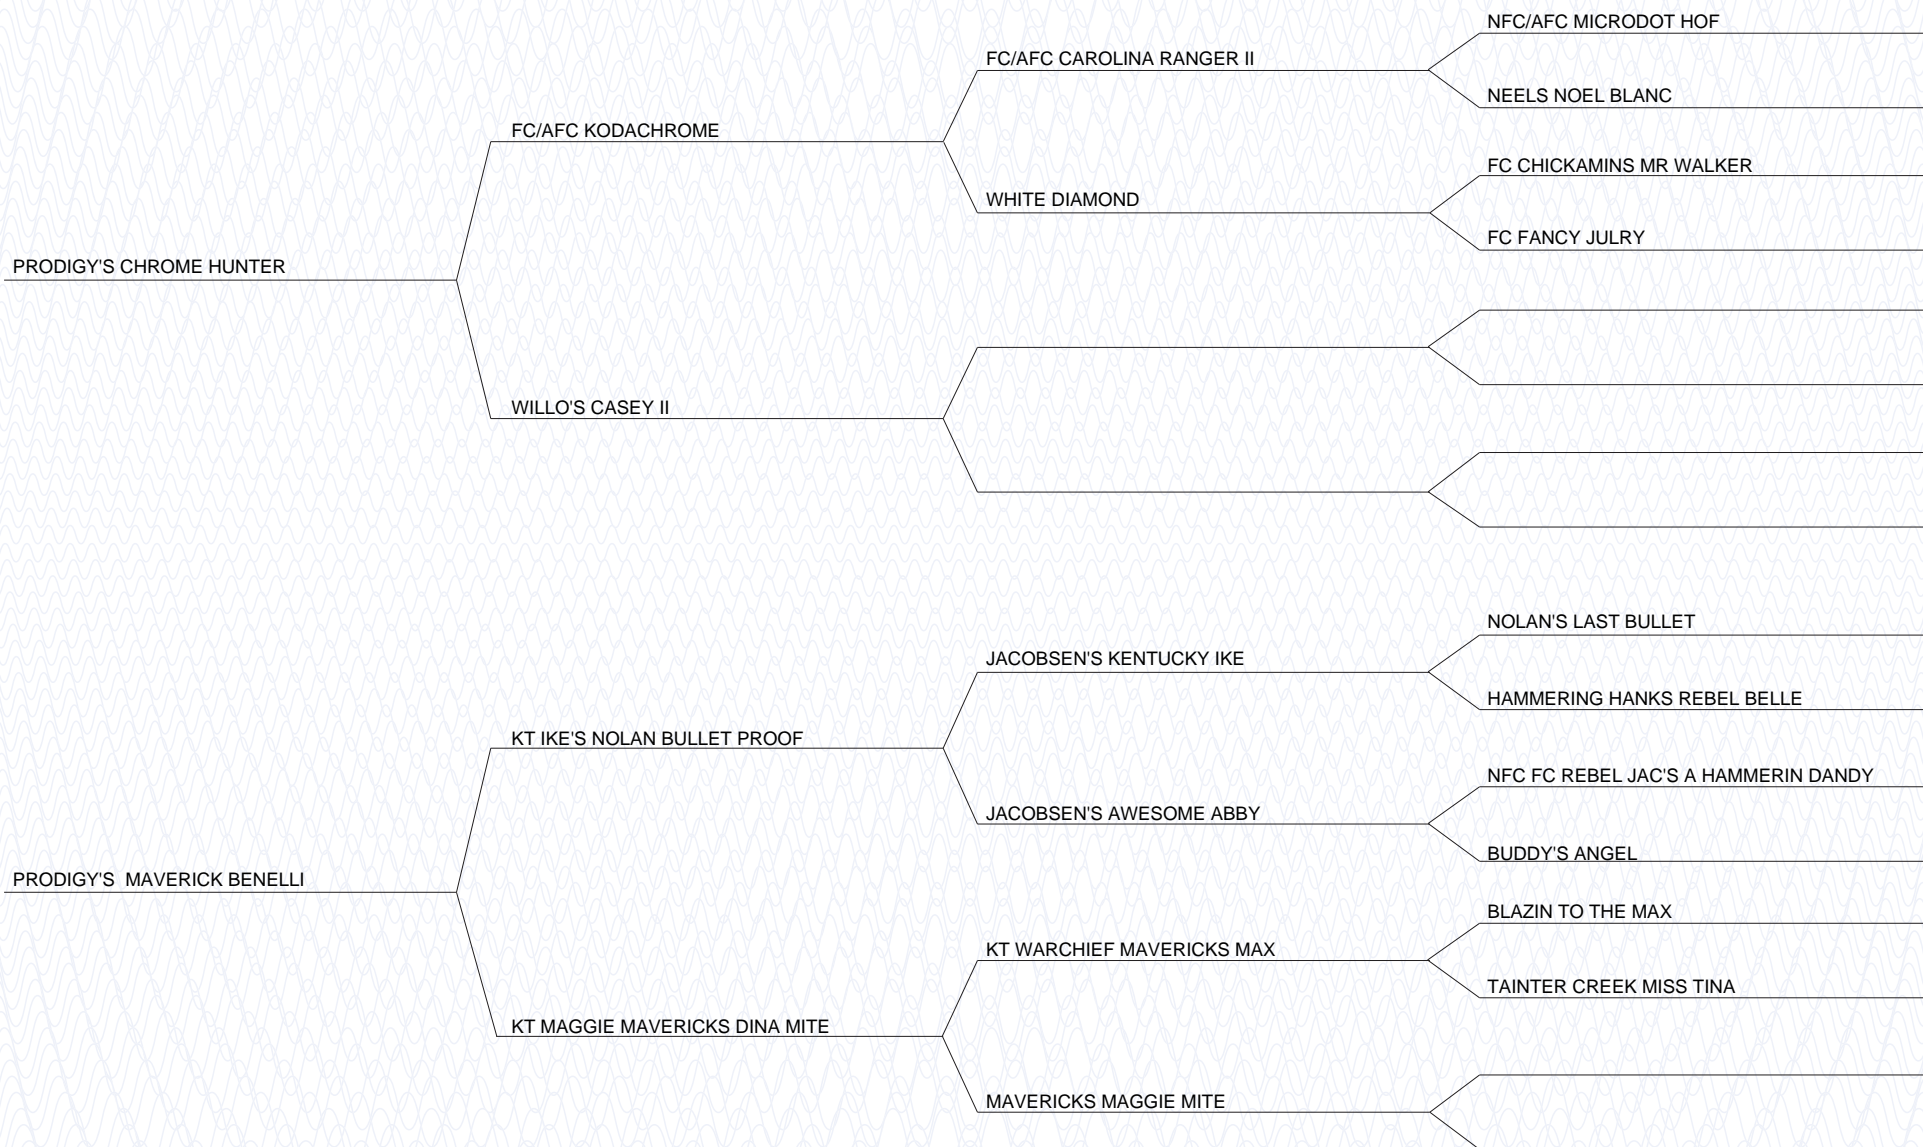 NFC/AFC MICRODOT HOF
FC/AFC CAROLINA RANGER II
NEELS NOEL BLANC
FC/AFC KODACHROME
FC CHICKAMINS MR WALKER
WHITE DIAMOND
FC FANCY JULRY
PRODIGY'S CHROME HUNTER
WILLO'S CASEY II
NOLAN'S LAST BULLET
JACOBSEN'S KENTUCKY IKE
HAMMERING HANKS REBEL BELLE
KT IKE'S NOLAN BULLET PROOF
NFC FC REBEL JAC'S A HAMMERIN DANDY
JACOBSEN'S AWESOME ABBY
BUDDY'S ANGEL
PRODIGY'S  MAVERICK BENELLI
BLAZIN TO THE MAX
KT WARCHIEF MAVERICKS MAX
TAINTER CREEK MISS TINA
KT MAGGIE MAVERICKS DINA MITE
MAVERICKS MAGGIE MITE